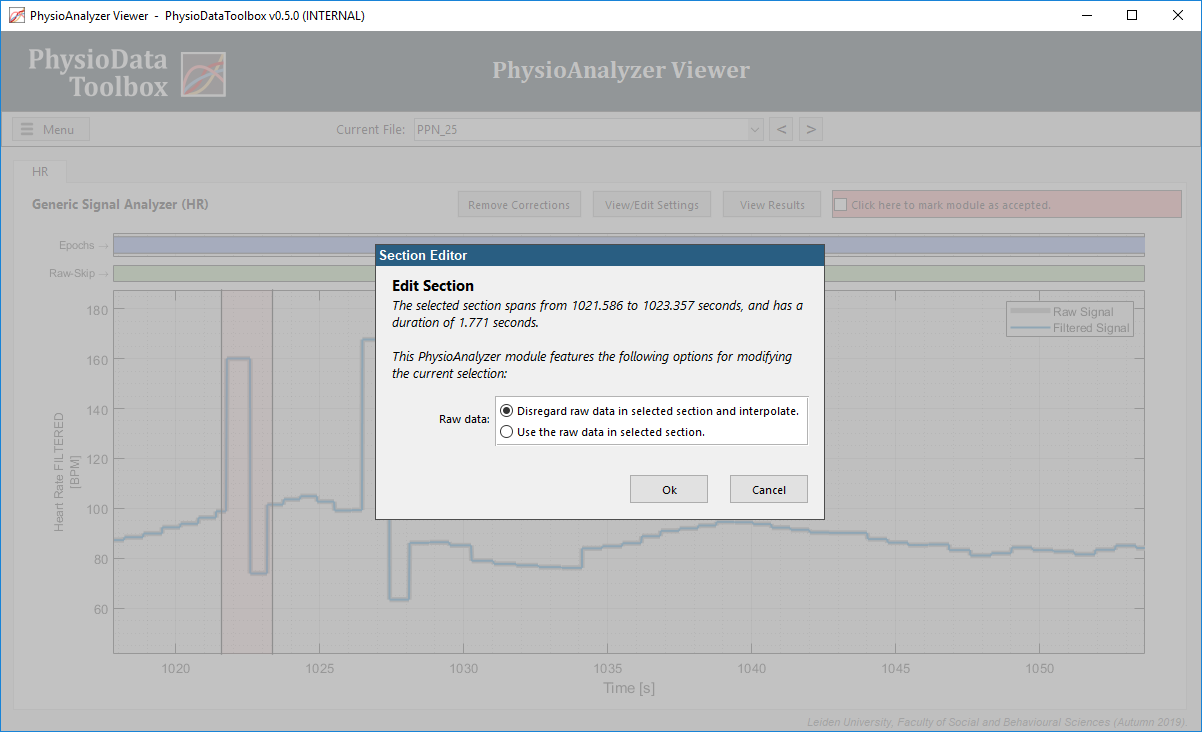 PhysioAnalyzer Viewer - PhysioDataToolbox v0.5.0 (INTERNAL)
PhysioData
Toolbox
PhysioAnalyzer Viewer
Menu
Current File:
PPN_25
<
>
HR
Generic Signal Analyzer (HR)
Remove Corrections
View/Edit Settings
View Results
Click here to mark module as accepted.
Epochs →
Raw-Skip →
Section Editor
Edit Section
The selected section spans from 1021.586 to 1023.357 seconds, and has a
duration of 1.771 seconds.
This PhysioAnalyzer module features the following options for modifying
the current selection:
Raw data:
Disregard raw data in selected section and interpolate.
Use the raw data in selected section.
Ok
Cancel
Raw Signal
Filtered Signal
Heart Rate FILTERED
[BPM]
180
160
140
120
100
80
60
1020
1025
1030
1035
1040
1045
1050
Time [s]
Leiden University, Faculty of Social and Behavioural Sciences (Autumn 2019).